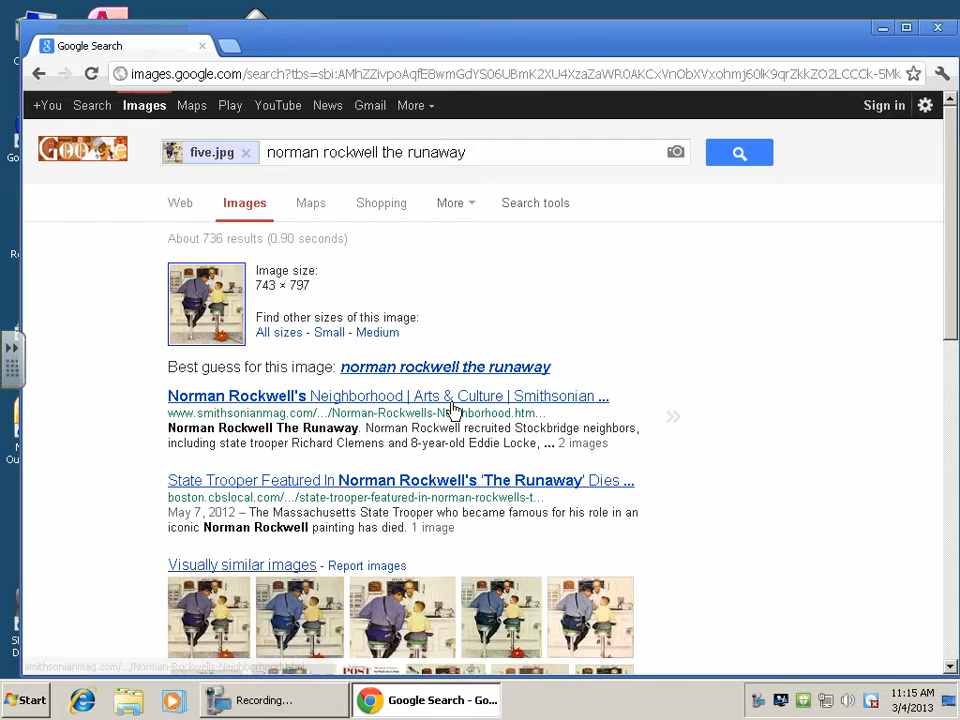 Google Search
images.google.com/search?tbs=sbi:AMhZZivpoAqfE8wmGdYS06UBmK2XU4XzaZaWR0AKCxVnObXVxohmj60lK9qrZkkZO2LCCCk-5Mk
+You Search Images Maps Play YouTube News Gmail More Sign in
Google five.jpg norman rockwell the runaway
Web Images Maps Shopping More Search tools
About 736 results (0.90 seconds)
Image size:
743 × 797
Find other sizes of this image:
All sizes - Small - Medium
Best guess for this image: norman rockwell the runaway
Norman Rockwell's Neighborhood | Arts & Culture | Smithsonian ...
www.smithsonianmag.com/.../Norman-Rockwells-Neighborhood.htm...
Norman Rockwell The Runaway. Norman Rockwell recruited Stockbridge neighbors,
including state trooper Richard Clemens and 8-year-old Eddie Locke, ... 2 images
State Trooper Featured In Norman Rockwell's 'The Runaway' Dies ...
boston.cbslocal.com/.../state-trooper-featured-in-norman-rockwells-t...
May 7, 2012 – The Massachusetts State Trooper who became famous for his role in an
iconic Norman Rockwell painting has died. 1 image
Visually similar images - Report images
POST
smithsonianmag.com/.../Norman-Rockwells-Neighborhood.html
Start Recording... Google Search - Go... 11:15 AM
3/4/2013